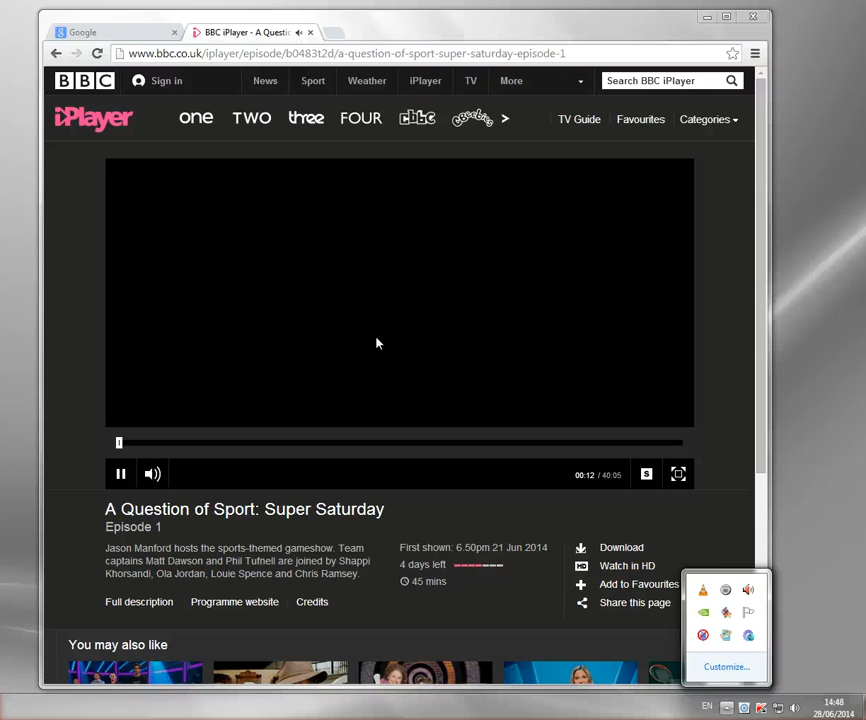 Google
BBC iPlayer - A Questic
www.bbc.co.uk/iplayer/episode/b0483t2d/a-question-of-sport-super-saturday-episode-1
BBC Sign in News Sport Weather iPlayer TV More Search BBC iPlayer
iPlayer one TWO three FOUR cbbc cbeebies > TV Guide Favourites Categories
00:12 / 40:05 S
A Question of Sport: Super Saturday
Episode 1
Jason Manford hosts the sports-themed gameshow. Team
captains Matt Dawson and Phil Tufnell are joined by Shappi
Khorsandi, Ola Jordan, Louie Spence and Chris Ramsey.
First shown: 6.50pm 21 Jun 2014
4 days left
45 mins
Download
HD Watch in HD
Add to Favourites
Share this page
Full description Programme website Credits
You may also like
Customize...
EN
14:48
28/06/2014